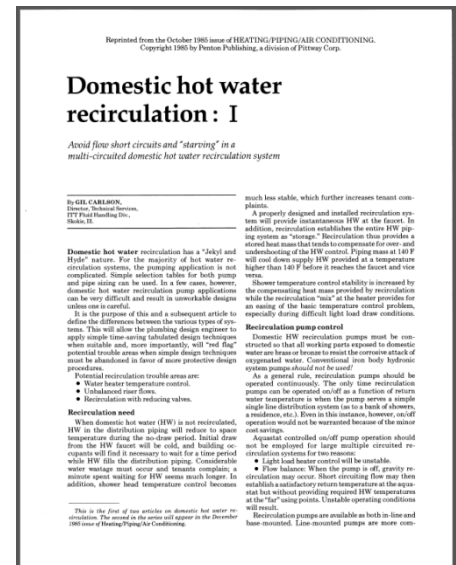 Reprinted from the October 1985 issue of HEATING/PIPING/AIR CONDITIONING.
Copyright 1985 by Penton Publishing, a division of Pittway Corp.
Domestic hot water
recirculation: I
Avoid flow short circuits and "starving" in a
multi-circuited domestic hot water recirculation system
By GIL CARLSON,
Director, Technical Services,
ITT Fluid Handling Div.,
Skokie, Ill.
Domestic hot water recirculation has a "Jekyl and
Hyde" nature. For the majority of hot water re-
circulation systems, the pumping application is not
complicated. Simple selection tables for both pump
and pipe sizing can be used. In a few cases, however,
domestic hot water recirculation pump applications
can be very difficult and result in unworkable designs
unless one is careful.
It is the purpose of this and a subsequent article to
define the differences between the various types of sys-
tems. This will allow the plumbing design engineer to
apply simple time-saving tabulated design techniques
when suitable and, more importantly, will "red flag"
potential trouble areas when simple design techniques
must be abandoned in favor of more protective design
procedures.
Potential recirculation trouble areas are:
• Water heater temperature control.
• Unbalanced riser flows.
• Recirculation with reducing valves.
Recirculation need
When domestic hot water (HW) is not recirculated,
HW in the distribution piping will reduce to space
temperature during the no-draw period. Initial draw
from the HW faucet will be cold, and building oc-
cupants will find it necessary to wait for a time period
while HW fills the distribution piping. Considerable
water wastage must occur and tenants complain; a
minute spent waiting for HW seems much longer. In
addition, shower head temperature control becomes
This is the first of two articles on domestic hot water re-
circulation. The second in the series will appear in the December
1985 issue of Heating/Piping/Air Conditioning.
much less stable, which further increases tenant com-
plaints.
A properly designed and installed recirculation sys-
tem will provide instantaneous HW at the faucet. In
addition, recirculation establishes the entire HW pip-
ing system as "storage." Recirculation thus provides a
stored heat mass that tends to compensate for over- and
undershooting of the HW control. Piping mass at 140 F
will cool down supply HW provided at a temperature
higher than 140 F before it reaches the faucet and vice
versa.
Shower temperature control stability is increased by
the compensating heat mass provided by recirculation
while the recirculation "mix" at the heater provides for
an easing of the basic temperature control problem,
especially during difficult light load draw conditions.
Recirculation pump control
Domestic HW recirculation pumps must be con-
structed so that all working parts exposed to domestic
water are brass or bronze to resist the corrosive attack of
oxygenated water. Conventional iron body hydronic
system pumps should not be used!
As a general rule, recirculation pumps should be
operated continuously. The only time recirculation
pumps can be operated on/off as a function of return
water temperature is when the pump serves a simple
single line distribution system (as to a bank of showers,
a residence, etc.). Even in this instance, however, on/off
operation would not be warranted because of the minor
cost savings.
Aquastat controlled on/off pump operation should
not be employed for large multiple circuited re-
circulation systems for two reasons:
• Light load heater control will be unstable.
• Flow balance: When the pump is off, gravity re-
circulation may occur. Short circuiting flow may then
establish a satisfactory return temperature at the aqua-
stat but without providing required HW temperatures
at the "far" using points. Unstable operating conditions
will result.
Recirculation pumps are available as both in-line and
base-mounted. Line-mounted pumps are more com-